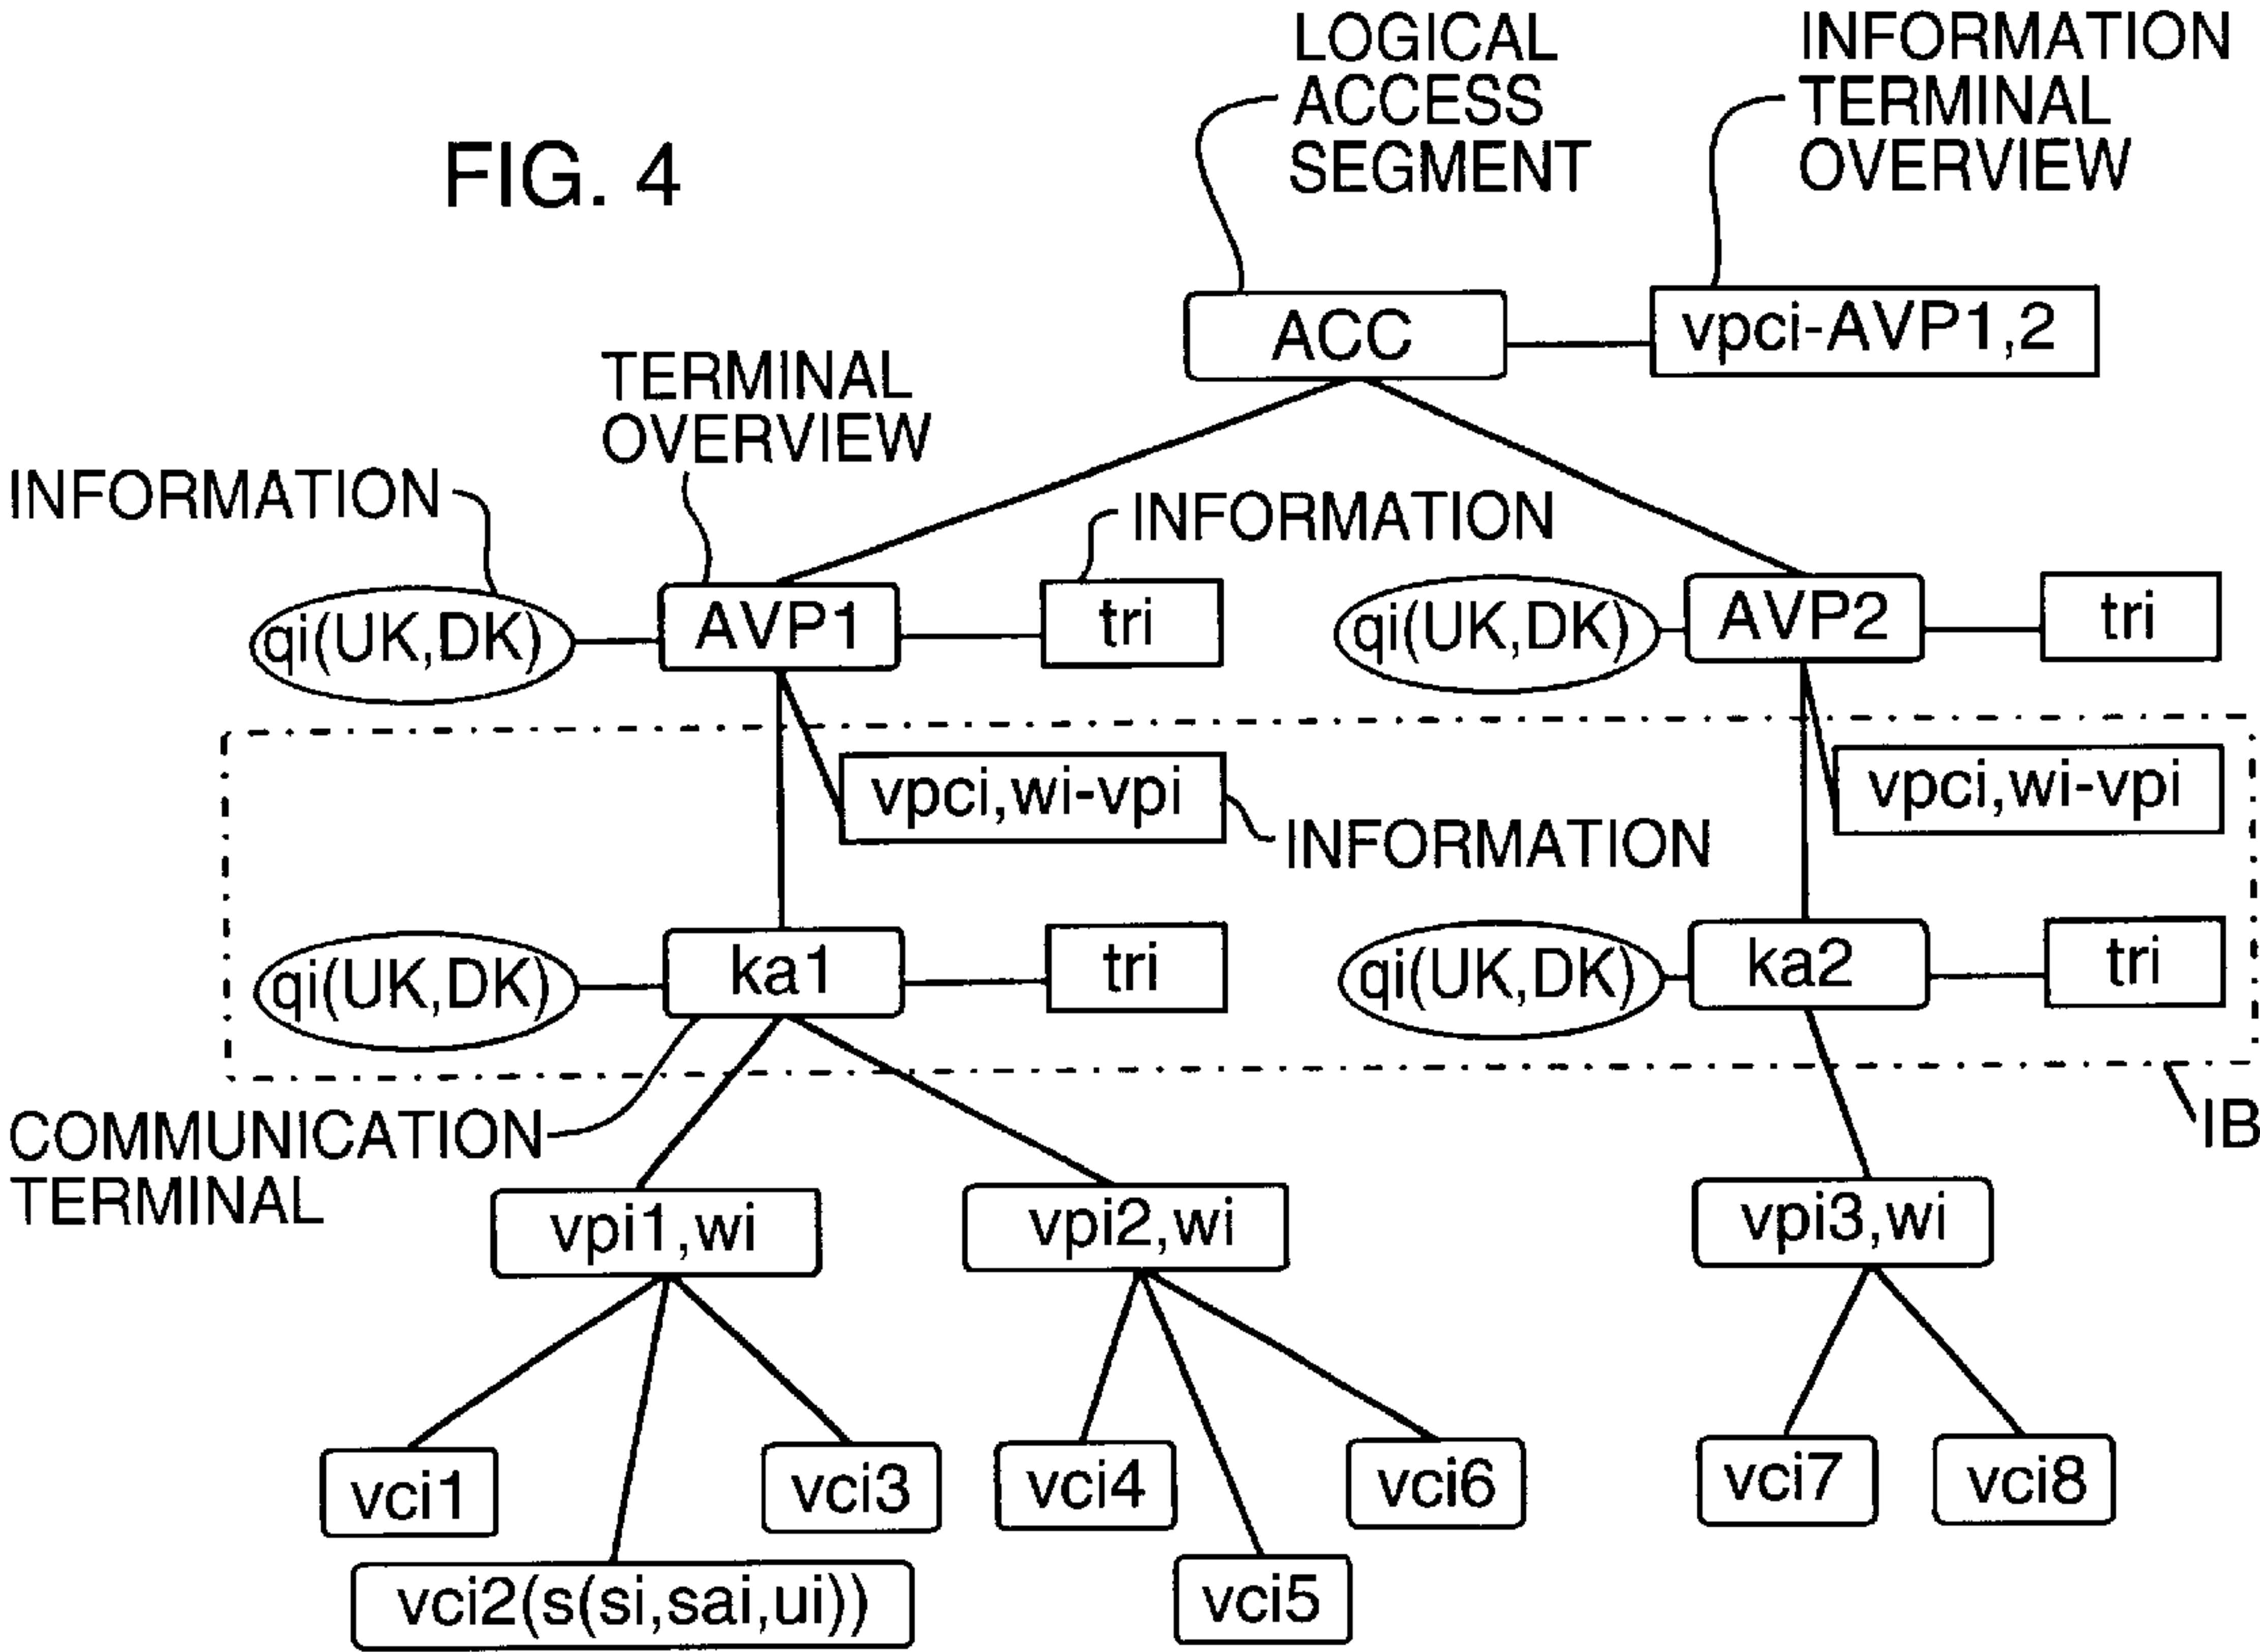 FIG. 4
LOGICAL
ACCESS
SEGMENT
INFORMATION
TERMINAL
OVERVIEW
ACC
vpci-AVP1,2
TERMINAL
OVERVIEW
INFORMATION
INFORMATION
qi(UK,DK)
AVP1
tri
qi(UK,DK)
AVP2
tri
vpci,wi-vpi
vpci,wi-vpi
INFORMATION
qi(UK,DK)
ka1
tri
qi(UK,DK)
ka2
tri
COMMUNICATION
TERMINAL
IB
vpi1,wi
vpi2,wi
vpi3,wi
vci1
vci3
vci4
vci6
vci7
vci8
vci2(s(si,sai,ui))
vci5